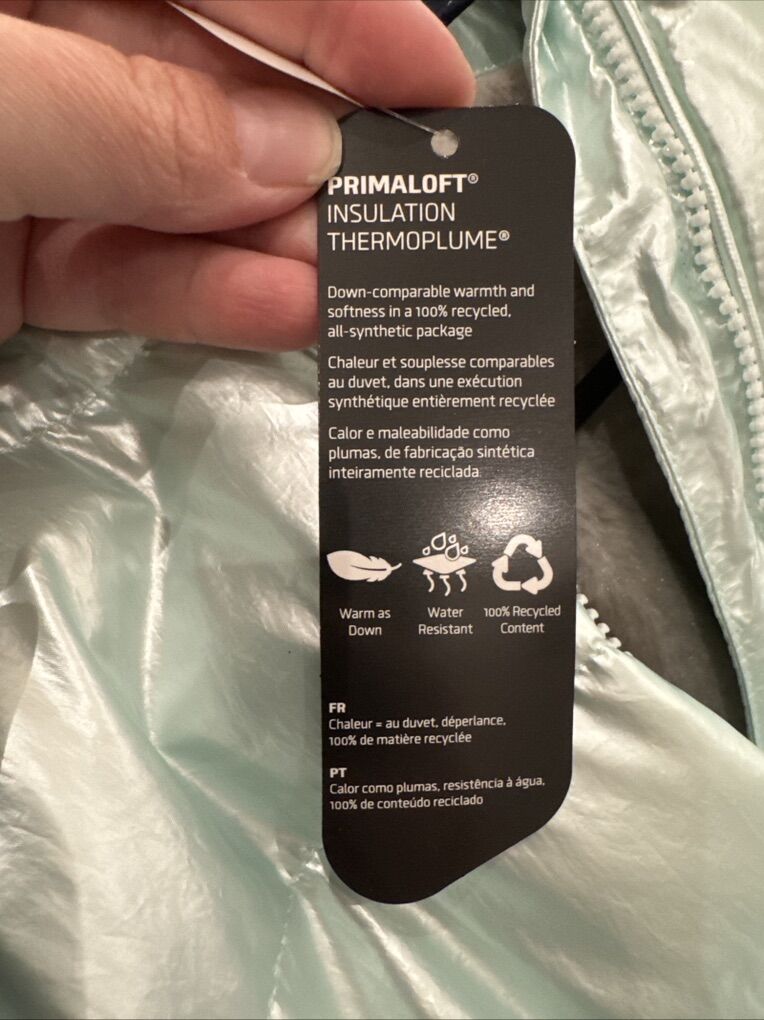 PRIMALOFT®
INSULATION
THERMOPLUME®
Down-comparable warmth and
softness in a 100% recycled,
all-synthetic package
Chaleur et souplesse comparables
au duvet, dans une exécution
synthétique entièrement recyclée
Calor e maleabilidade como
plumas, de fabricação sintética
inteiramente reciclada
Warm as Down
Water Resistant
100% Recycled Content
FR
Chaleur = au duvet, déperlance,
100% de matière recyclée
PT
Calor como plumas, resistência à água,
100% de conteúdo reciclado